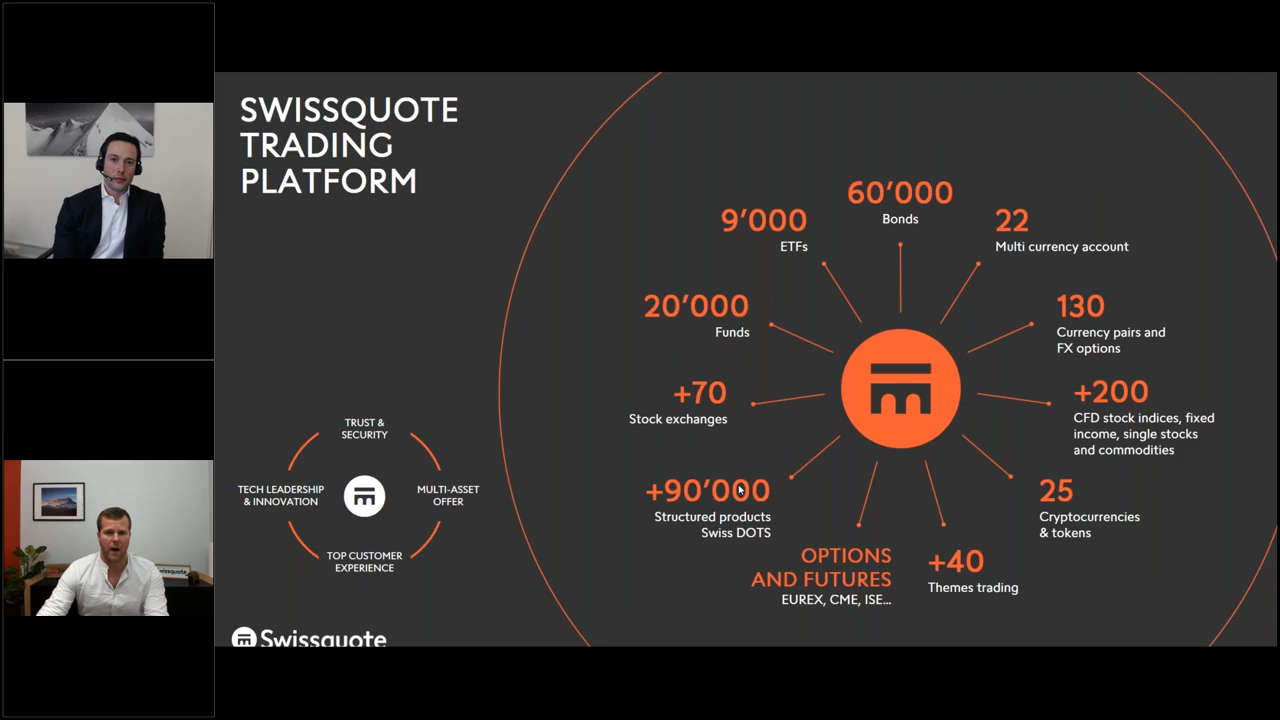 SWISSQUOTE
TRADING
PLATFORM
60’000
Bonds
9’000
ETFs
22
Multi currency account
20’000
Funds
130
Currency pairs and
FX options
+70
Stock exchanges
+200
CFD stock indices, fixed
income, single stocks
and commodities
+90’000
Structured products
Swiss DOTS
25
Cryptocurrencies
& tokens
OPTIONS
AND FUTURES
EUREX, CME, ISE...
+40
Themes trading
TRUST &
SECURITY
TECH LEADERSHIP
& INNOVATION
MULTI-ASSET
OFFER
TOP CUSTOMER
EXPERIENCE
Swissquote
Swissquote